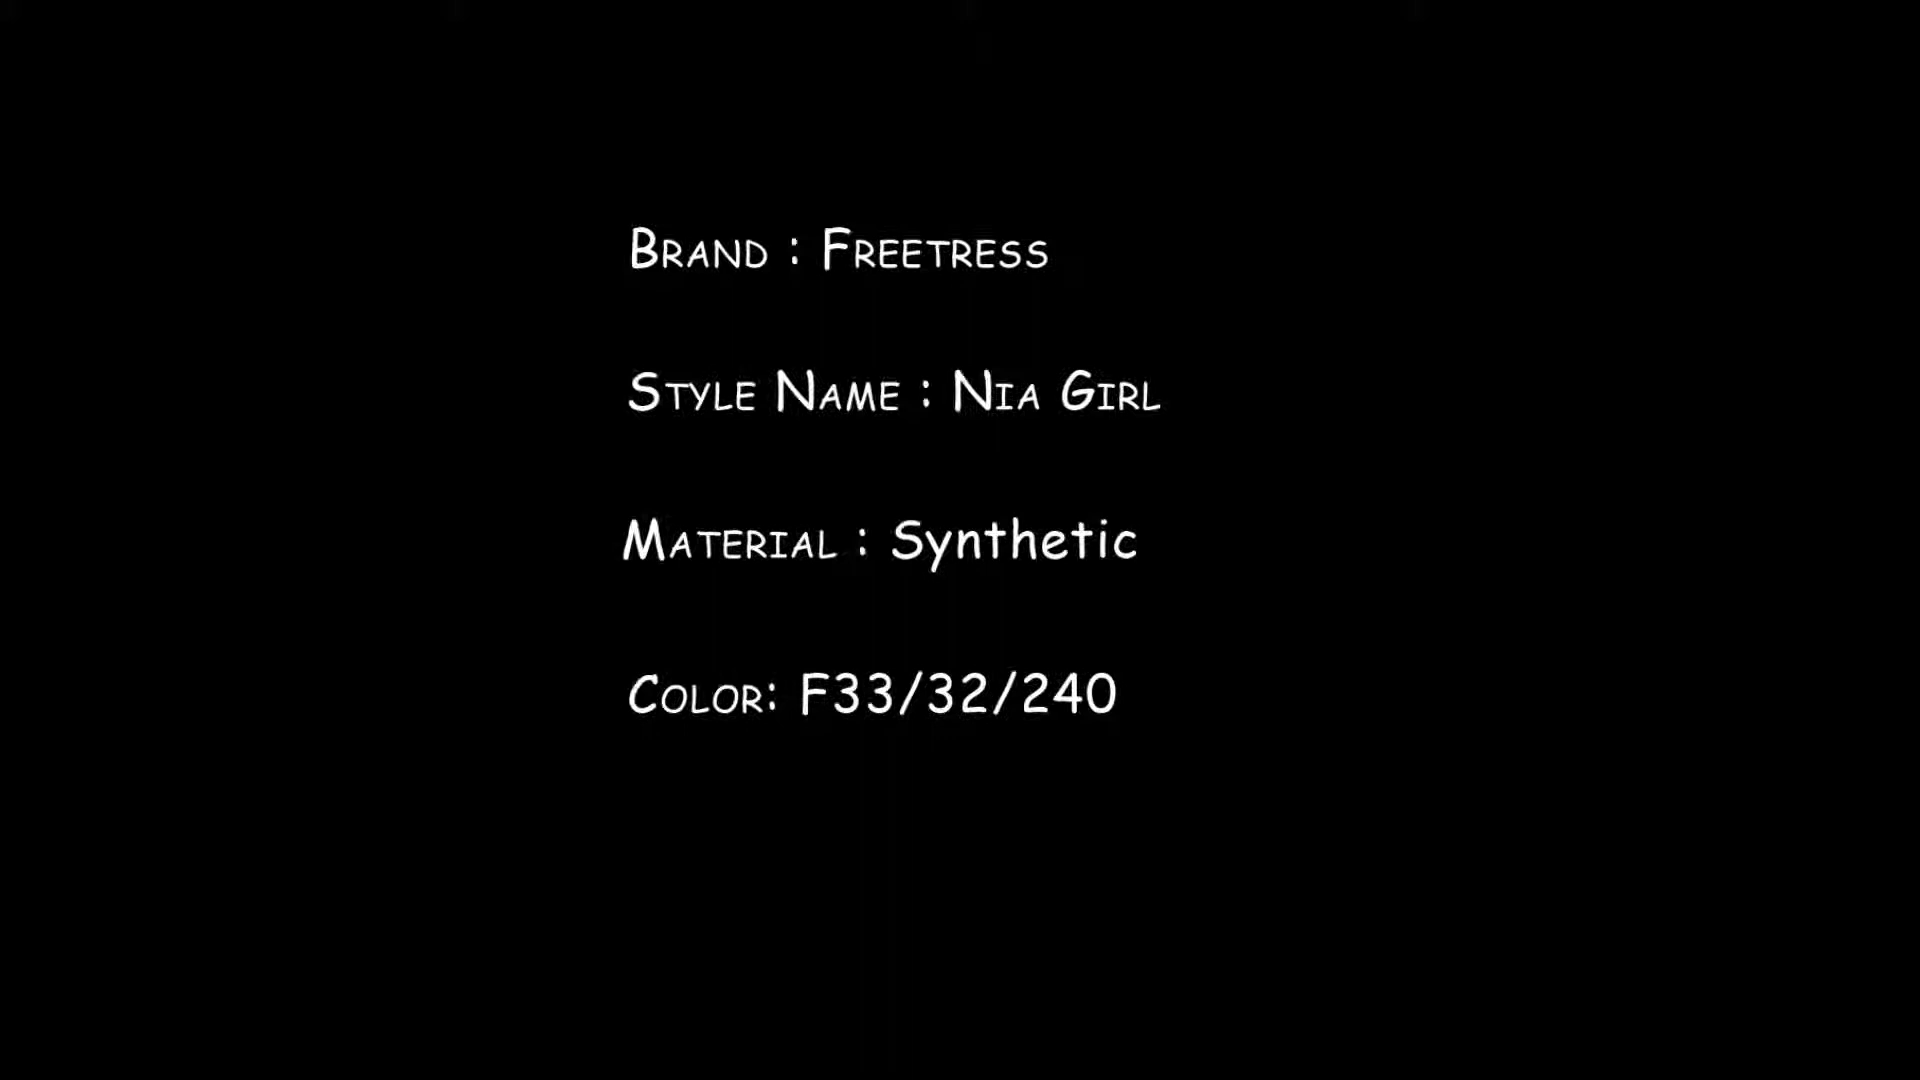 Brand : Freetress
Style Name : Nia Girl
Material : Synthetic
Color: F33/32/240